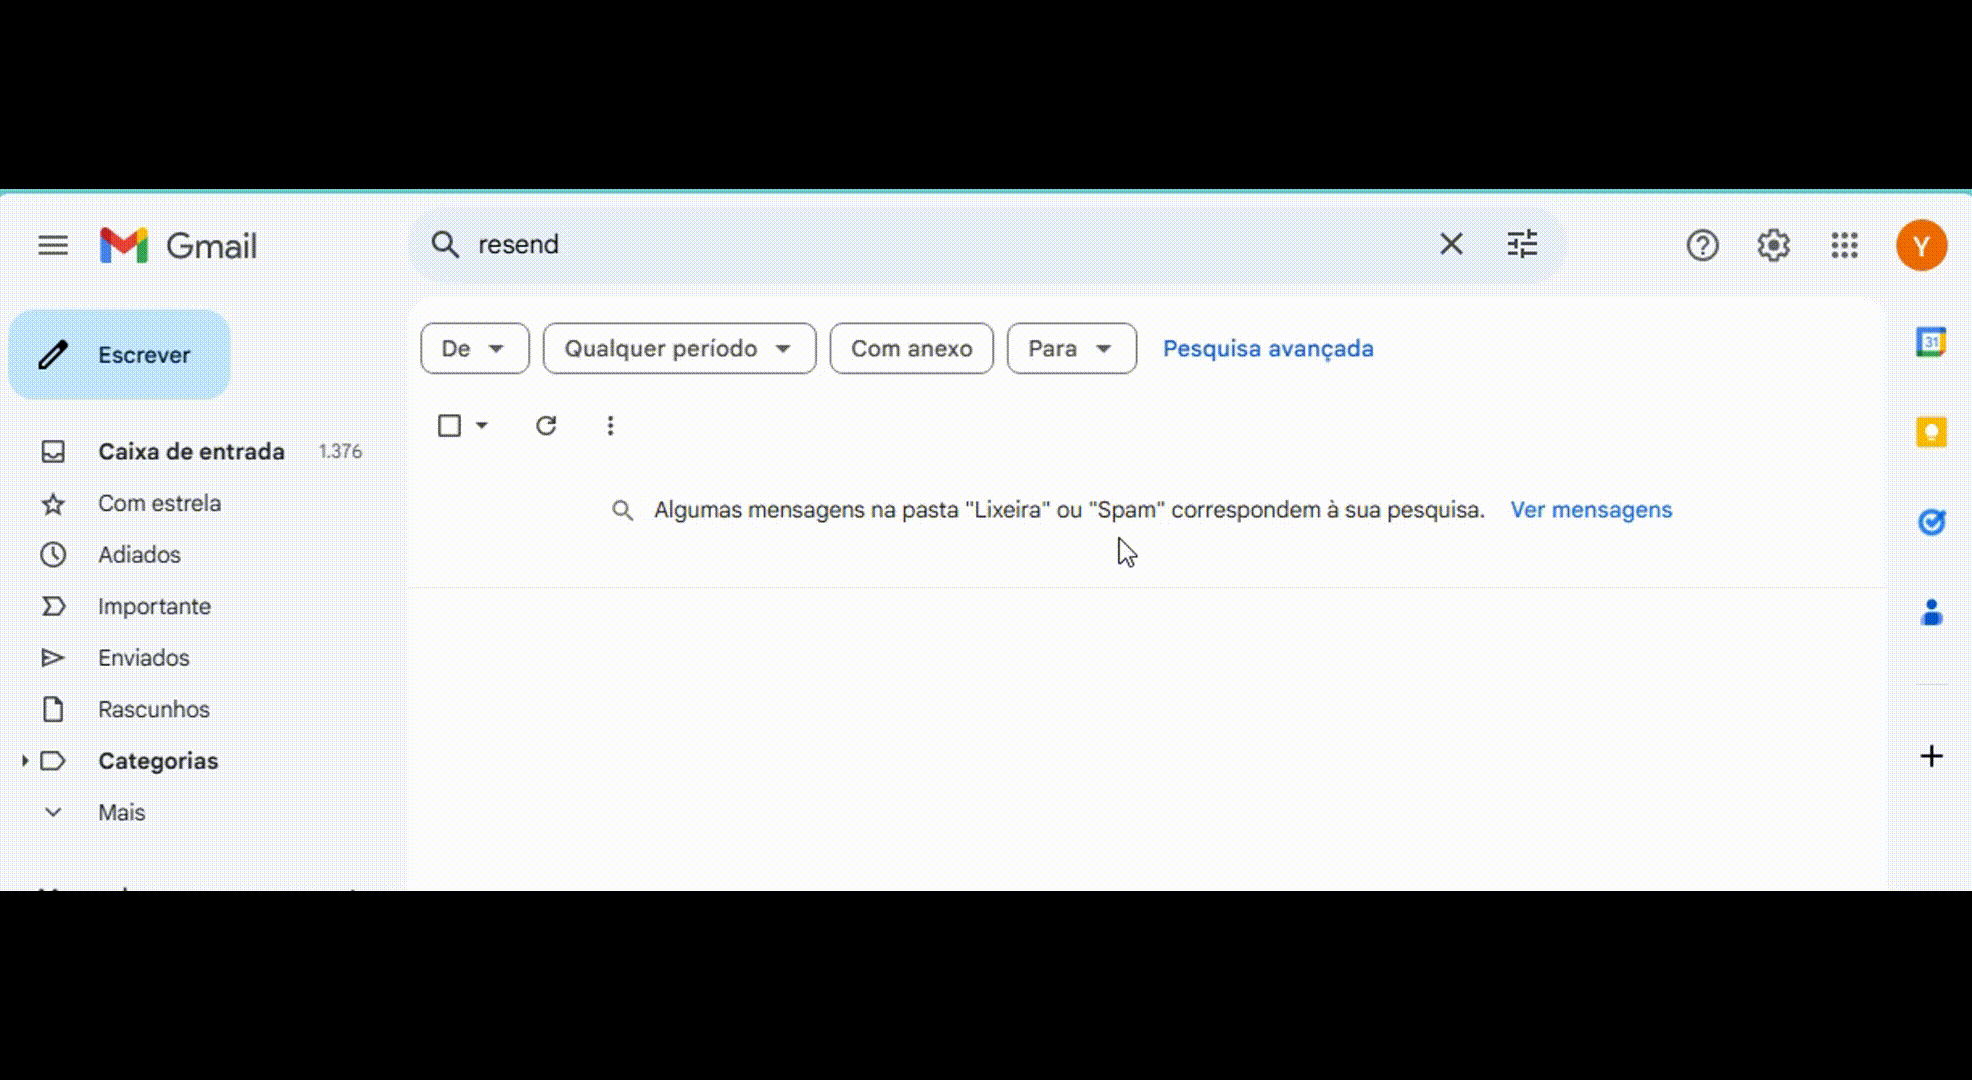 Gmail
resend
Escrever
De
Qualquer período
Com anexo
Para
Pesquisa avançada
Caixa de entrada 1.376
Com estrela
Adiados
Importante
Enviados
Rascunhos
Categorias
Mais
Algumas mensagens na pasta "Lixeira" ou "Spam" correspondem à sua pesquisa. Ver mensagens
Y
31